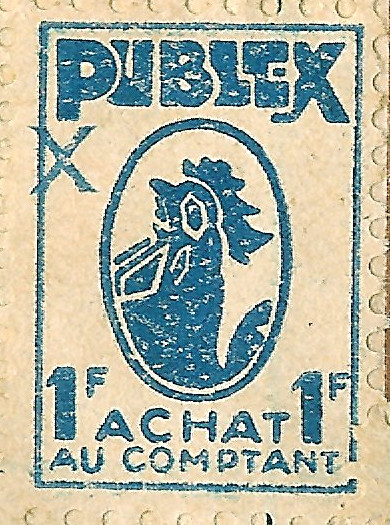 PUBLEX
X
1F ACHAT 1F
AU COMPTANT